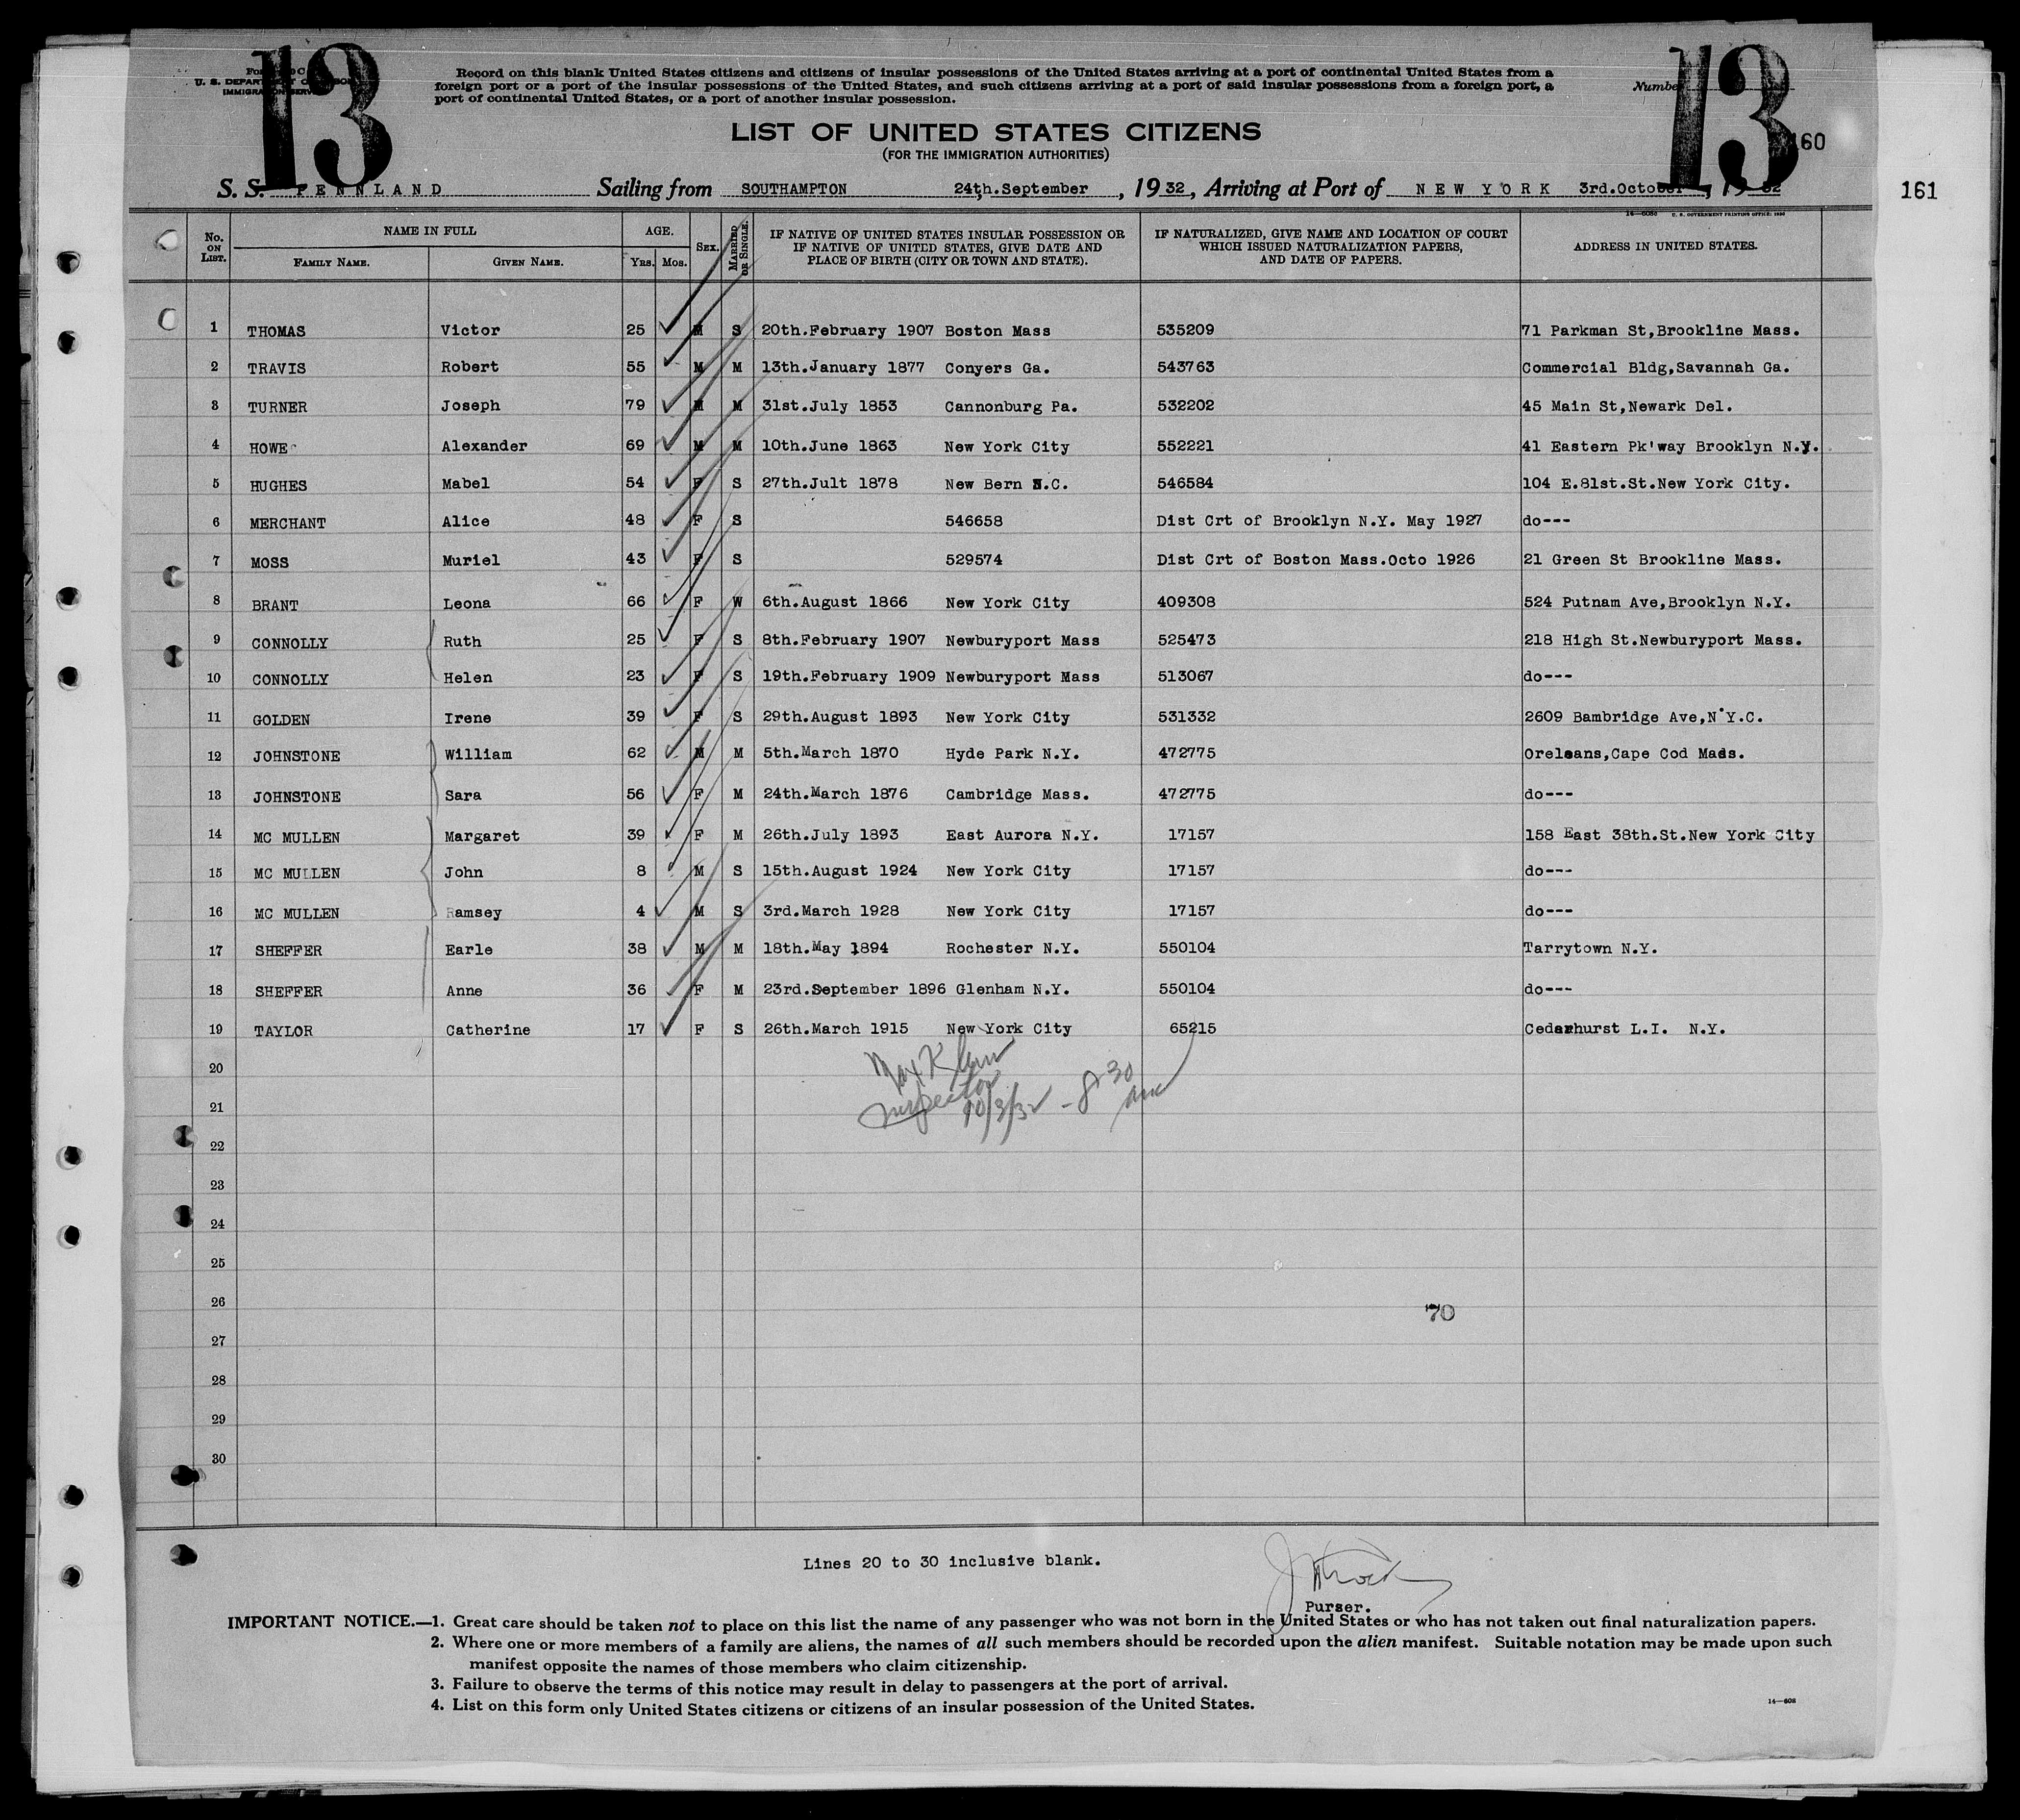 13
13
U. S. DEPARTMENT OF LABOR
IMMIGRATION SERVICE
Record on this blank United States citizens and citizens of insular possessions of the United States arriving at a port of continental United States from a
foreign port or a port of the insular possessions of the United States, and such citizens arriving at a port of said insular possessions from a foreign port, a
port of continental United States, or a port of another insular possession.
Number
LIST OF UNITED STATES CITIZENS
(FOR THE IMMIGRATION AUTHORITIES)
160
161
S. S. PENNLAND Sailing from SOUTHAMPTON 24th.September, 1932, Arriving at Port of NEW YORK 3rd.October, 1932
14—608 U. S. GOVERNMENT PRINTING OFFICE: 1930
No. ON LIST. NAME IN FULL FAMILY NAME. GIVEN NAME. AGE. YRS. MOS. SEX. MARRIED OR SINGLE. IF NATIVE OF UNITED STATES INSULAR POSSESSION OR IF NATIVE OF UNITED STATES, GIVE DATE AND PLACE OF BIRTH (CITY OR TOWN AND STATE). IF NATURALIZED, GIVE NAME AND LOCATION OF COURT WHICH ISSUED NATURALIZATION PAPERS, AND DATE OF PAPERS. ADDRESS IN UNITED STATES.
1 THOMAS Victor 25 M S 20th.February 1907 Boston Mass 535209 71 Parkman St,Brookline Mass.
2 TRAVIS Robert 55 M M 13th.January 1877 Conyers Ga. 543763 Commercial Bldg,Savannah Ga.
3 TURNER Joseph 79 M M 31st.July 1853 Cannonburg Pa. 532202 45 Main St,Newark Del.
4 HOWE Alexander 69 M M 10th.June 1863 New York City 552221 41 Eastern Pk'way Brooklyn N.Y.
5 HUGHES Mabel 54 F S 27th.Jult 1878 New Bern N.C. 546584 104 E.81st.St.New York City.
6 MERCHANT Alice 48 F S 546658 Dist Crt of Brooklyn N.Y. May 1927 do---
7 MOSS Muriel 43 F S 529574 Dist Crt of Boston Mass.Octo 1926 21 Green St Brookline Mass.
8 BRANT Leona 66 F W 6th.August 1866 New York City 409308 524 Putnam Ave,Brooklyn N.Y.
9 CONNOLLY Ruth 25 F S 8th.February 1907 Newburyport Mass 525473 218 High St.Newburyport Mass.
10 CONNOLLY Helen 23 F S 19th.February 1909 Newburyport Mass 513067 do---
11 GOLDEN Irene 39 F S 29th.August 1893 New York City 531332 2609 Bambridge Ave,N.Y.C.
12 JOHNSTONE William 62 M M 5th.March 1870 Hyde Park N.Y. 472775 Oreleans,Cape Cod Mass.
13 JOHNSTONE Sara 56 F M 24th.March 1876 Cambridge Mass. 472775 do---
14 MC MULLEN Margaret 39 F M 26th.July 1893 East Aurora N.Y. 17157 158 East 38th.St.New York City
15 MC MULLEN John 8 M S 15th.August 1924 New York City 17157 do---
16 MC MULLEN Ramsey 4 M S 3rd.March 1928 New York City 17157 do---
17 SHEFFER Earle 38 M M 18th.May 1894 Rochester N.Y. 550104 Tarrytown N.Y.
18 SHEFFER Anne 36 F M 23rd.September 1896 Glenham N.Y. 550104 do---
19 TAYLOR Catherine 17 F S 26th.March 1915 New York City 65215 Cedarhurst L.I. N.Y.
20
Max Klein
Inspector
10/3/32 - 8 30 am
21
22
23
24
25
26
70
27
28
29
30
Lines 20 to 30 inclusive blank.
Purser.
IMPORTANT NOTICE.—1. Great care should be taken not to place on this list the name of any passenger who was not born in the United States or who has not taken out final naturalization papers.
2. Where one or more members of a family are aliens, the names of all such members should be recorded upon the alien manifest. Suitable notation may be made upon such
manifest opposite the names of those members who claim citizenship.
3. Failure to observe the terms of this notice may result in delay to passengers at the port of arrival.
4. List on this form only United States citizens or citizens of an insular possession of the United States.
14—608